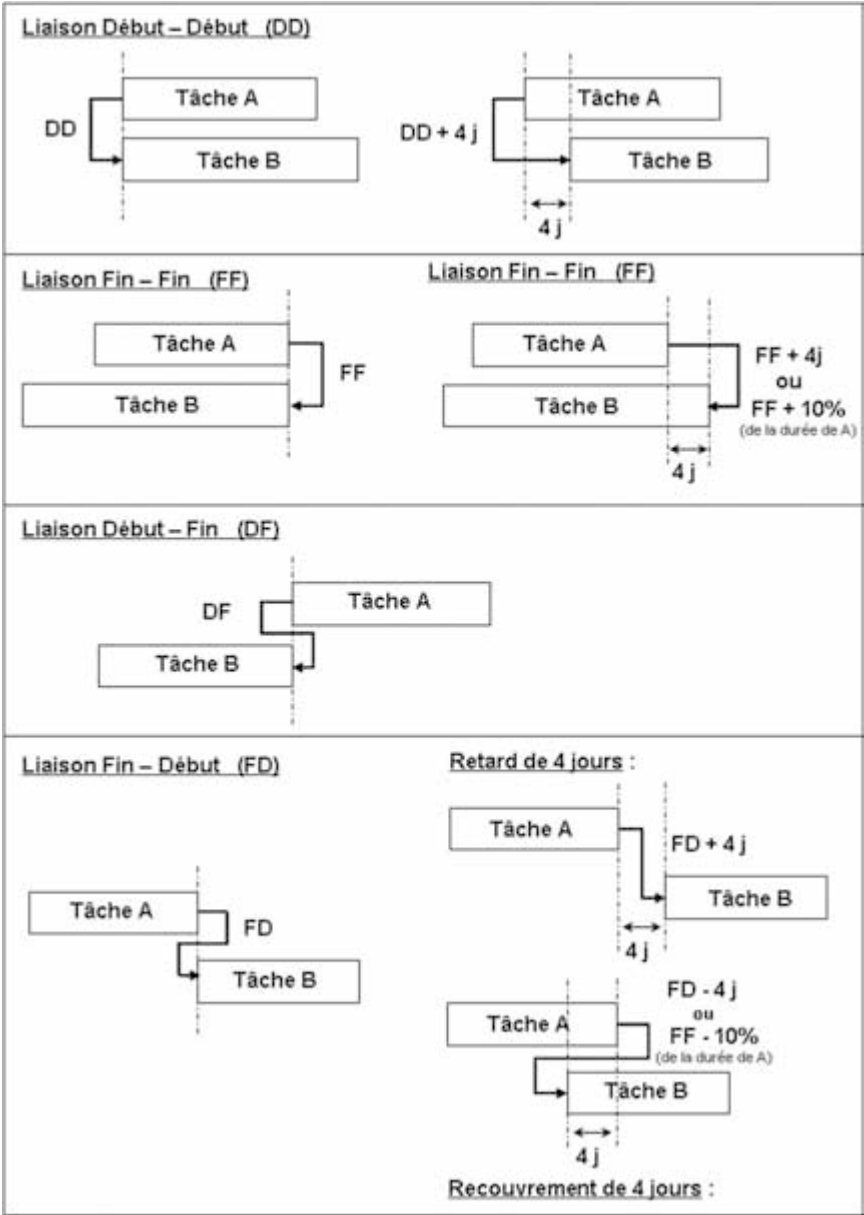 Liaison Début – Début (DD)
Tâche A
DD
Tâche B
Tâche A
DD + 4 j
Tâche B
4 j
Liaison Fin – Fin (FF)
Tâche A
FF
Tâche B
Liaison Fin – Fin (FF)
Tâche A
FF + 4j
ou
FF + 10%
(de la durée de A)
Tâche B
4 j
Liaison Début – Fin (DF)
Tâche A
DF
Tâche B
Liaison Fin – Début (FD)
Tâche A
FD
Tâche B
Retard de 4 jours :
Tâche A
FD + 4 j
Tâche B
4 j
FD - 4 j
ou
FF - 10%
(de la durée de A)
Tâche A
Tâche B
4 j
Recouvrement de 4 jours :